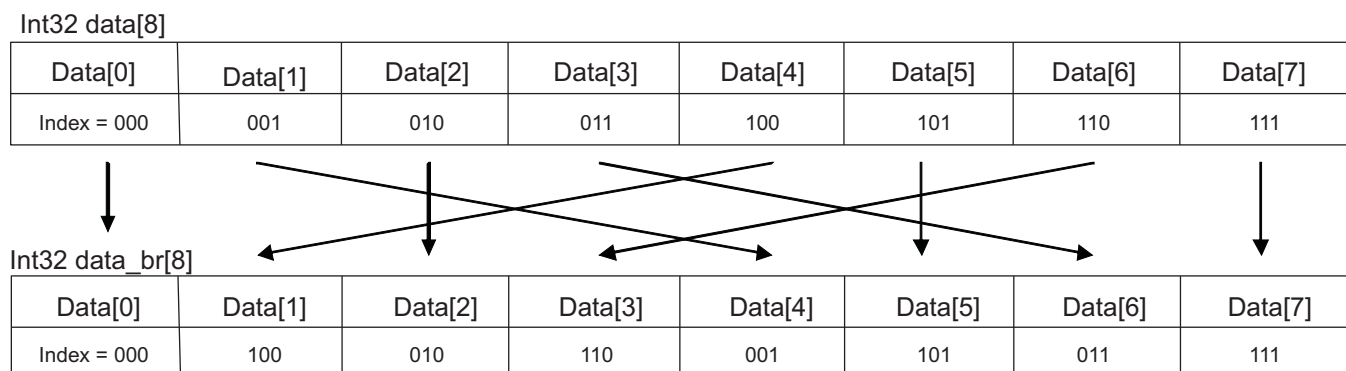 Int32 data[8]
Data[0] Data[1] Data[2] Data[3] Data[4] Data[5] Data[6] Data[7]
Index = 000 001 010 011 100 101 110 111
Int32 data_br[8]
Data[0] Data[1] Data[2] Data[3] Data[4] Data[5] Data[6] Data[7]
Index = 000 100 010 110 001 101 011 111